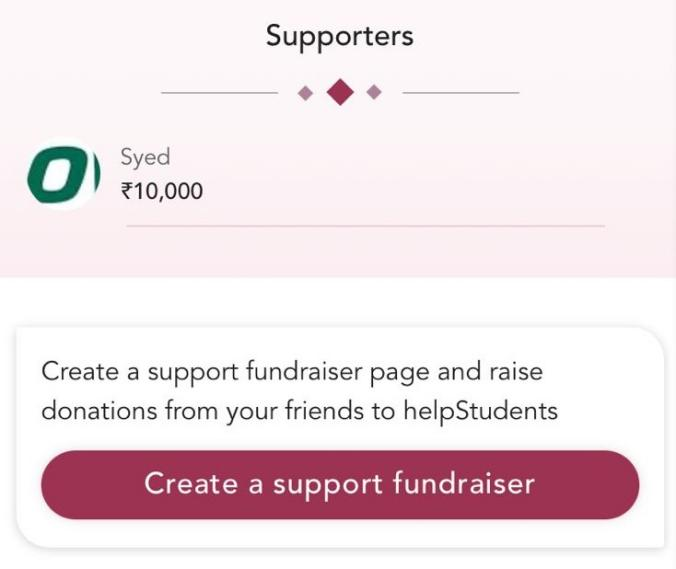 Supporters
Syed
₹10,000
Create a support fundraiser page and raise
donations from your friends to helpStudents
Create a support fundraiser